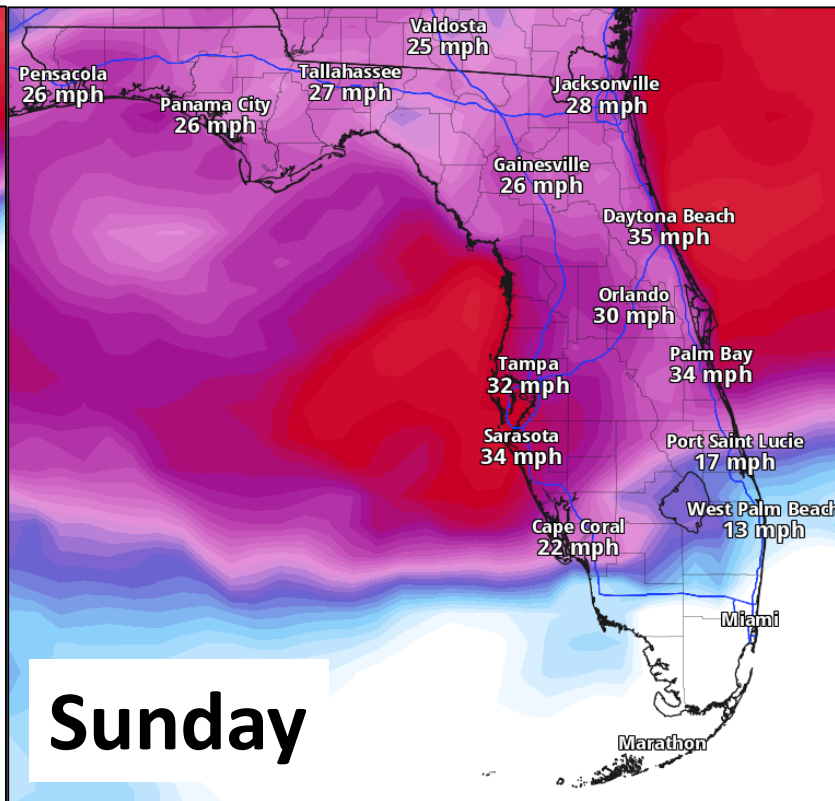 Valdosta
25 mph
Pensacola
26 mph
Tallahassee
27 mph
Jacksonville
28 mph
Panama City
26 mph
Gainesville
26 mph
Daytona Beach
35 mph
Orlando
30 mph
Tampa
32 mph
Palm Bay
34 mph
Sarasota
34 mph
Port Saint Lucie
17 mph
West Palm Beach
13 mph
Cape Coral
22 mph
Miami
Sunday
Marathon